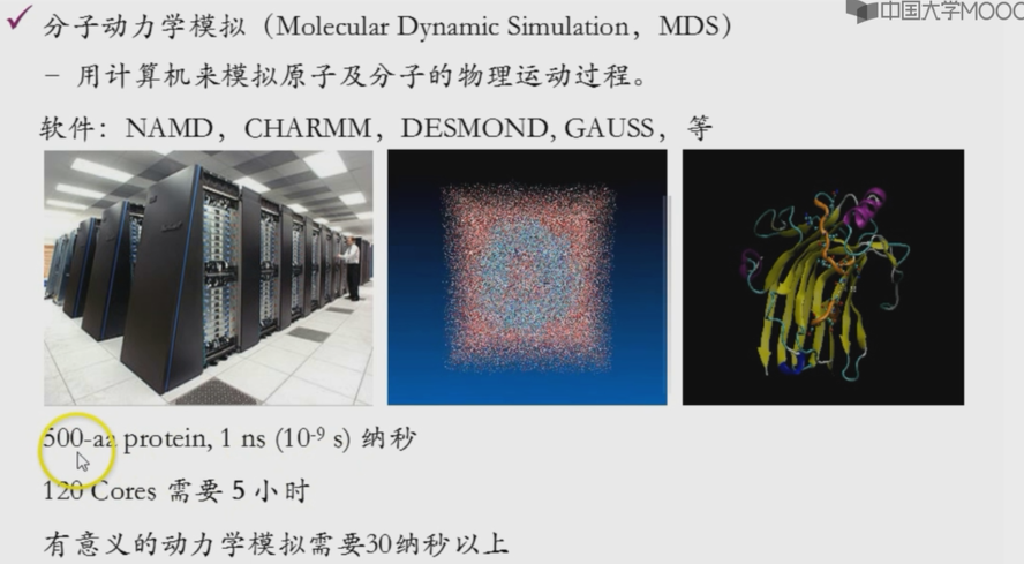 中国大学MOOC
✓ 分子动力学模拟（Molecular Dynamic Simulation，MDS）
– 用计算机来模拟原子及分子的物理运动过程。
软件：NAMD，CHARMM，DESMOND, GAUSS，等
500-aa protein, 1 ns (10⁻⁹ s) 纳秒
120 Cores 需要 5 小时
有意义的动力学模拟需要30纳秒以上